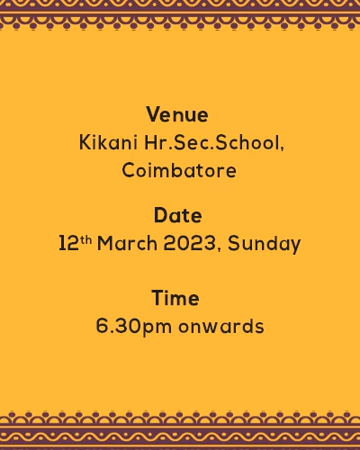 Venue
Kikani Hr.Sec.School,
Coimbatore
Date
12th March 2023, Sunday
Time
6.30pm onwards